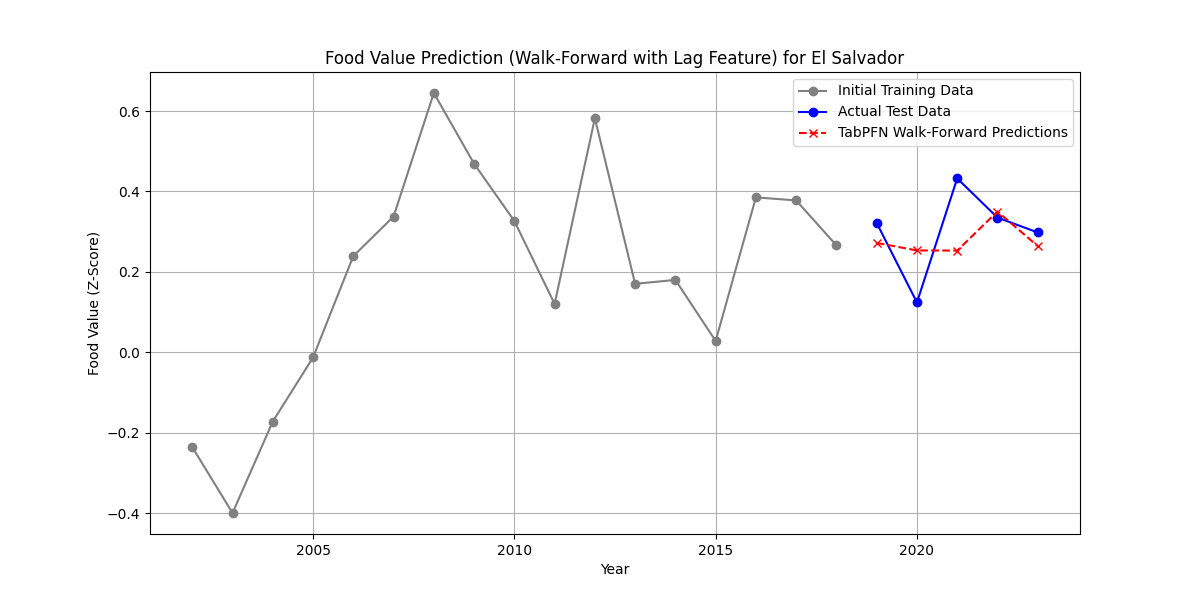 Food Value Prediction (Walk-Forward with Lag Feature) for El Salvador
Initial Training Data
Actual Test Data
TabPFN Walk-Forward Predictions
Food Value (Z-Score)
0.6
0.4
0.2
0.0
−0.2
−0.4
2005 2010 2015 2020
Year